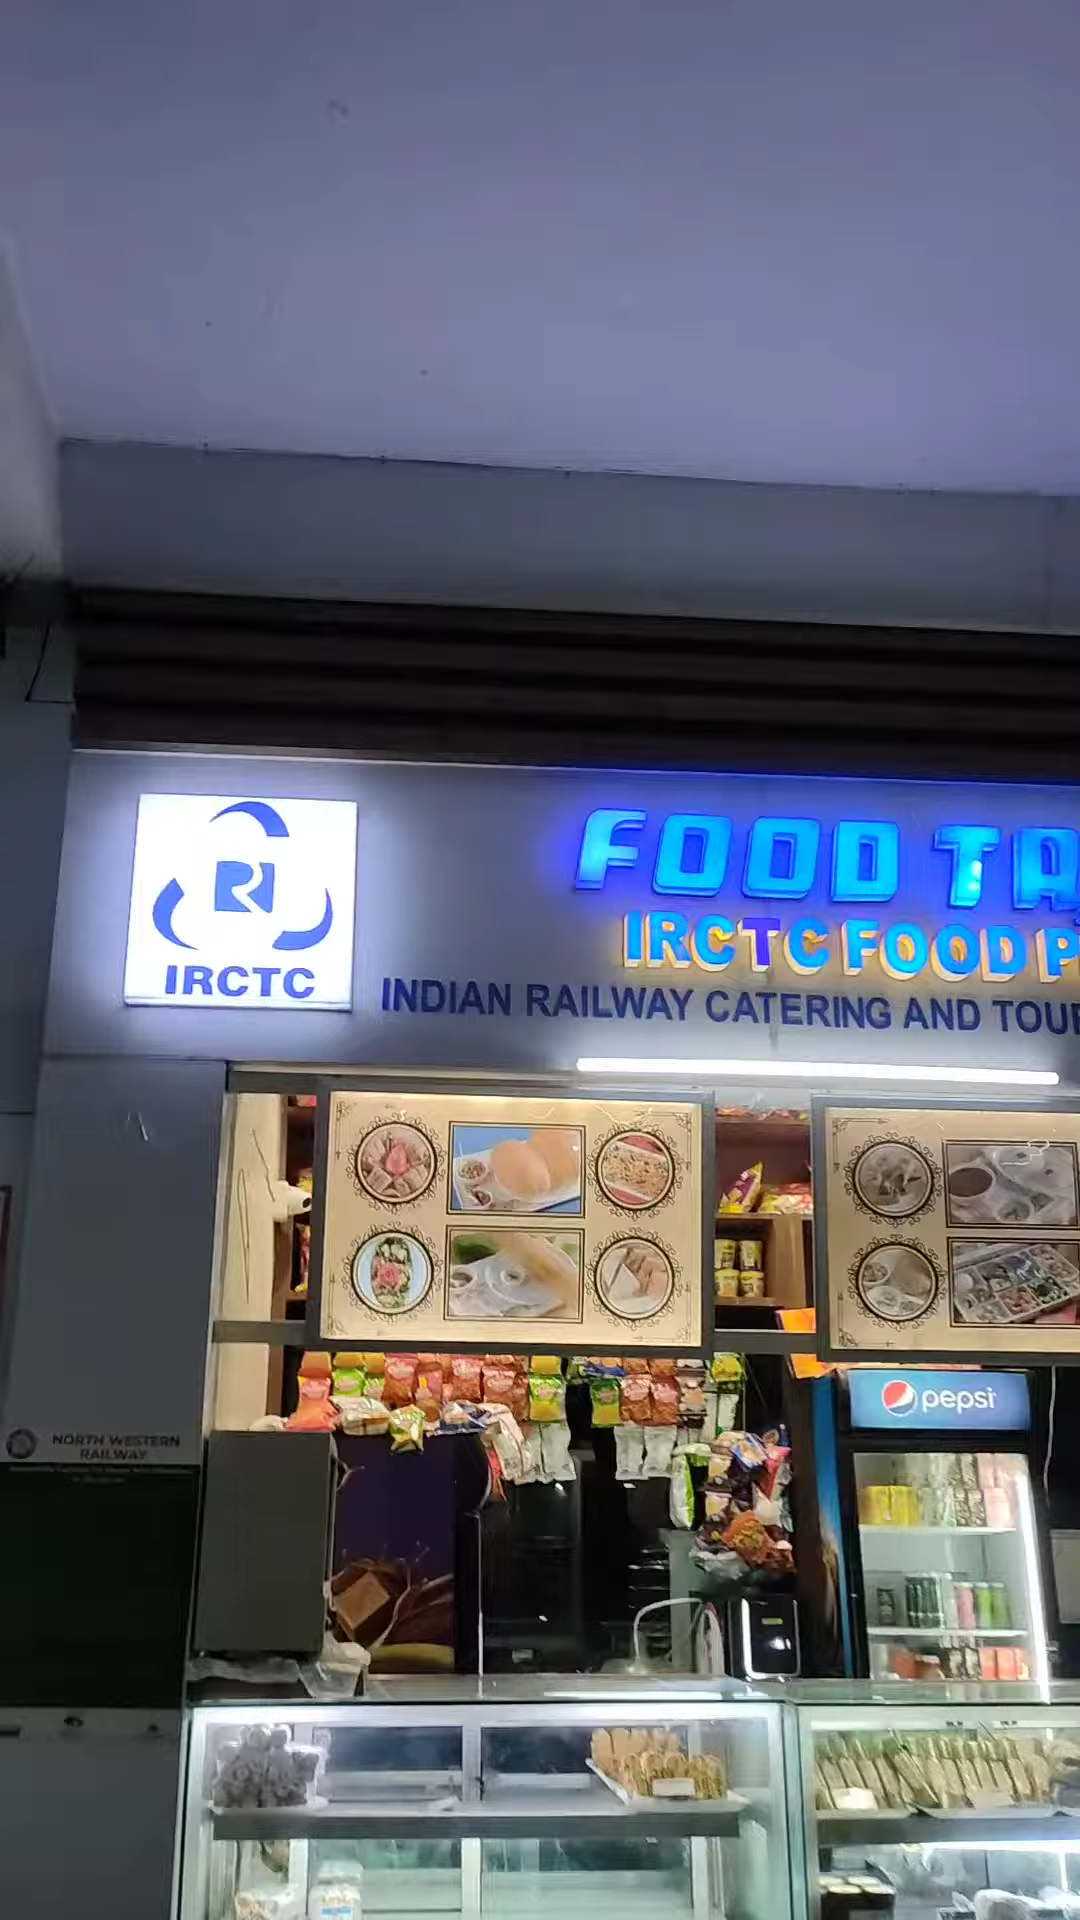 FOOD TA
IRCTC FOOD P
IRCTC
INDIAN RAILWAY CATERING AND TOUR
pepsi
NORTH WESTERN
RAILWAY